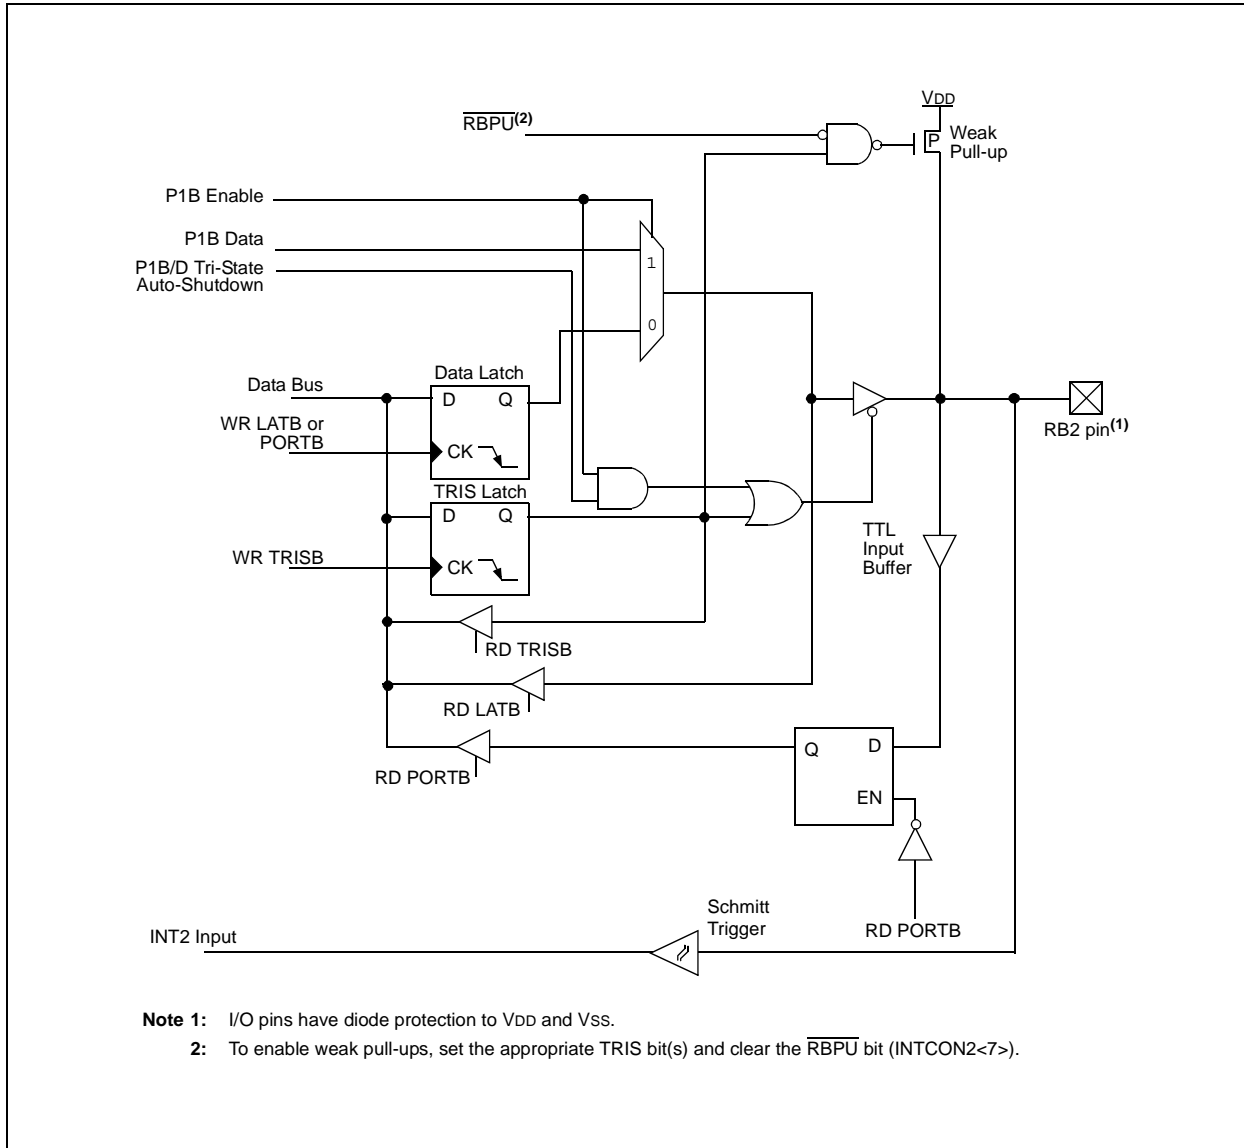 VDD
RBPU(2)
Weak
Pull-up
P
P1B Enable
P1B Data
1
P1B/D Tri-State
Auto-Shutdown
0
Data Latch
Data Bus
D Q
WR LATB or
PORTB
CK
RB2 pin(1)
TRIS Latch
D Q
TTL
Input
Buffer
WR TRISB
CK
RD TRISB
RD LATB
Q D
RD PORTB
EN
Schmitt
Trigger
RD PORTB
INT2 Input
Note 1: I/O pins have diode protection to VDD and VSS.
2: To enable weak pull-ups, set the appropriate TRIS bit(s) and clear the RBPU bit (INTCON2<7>).